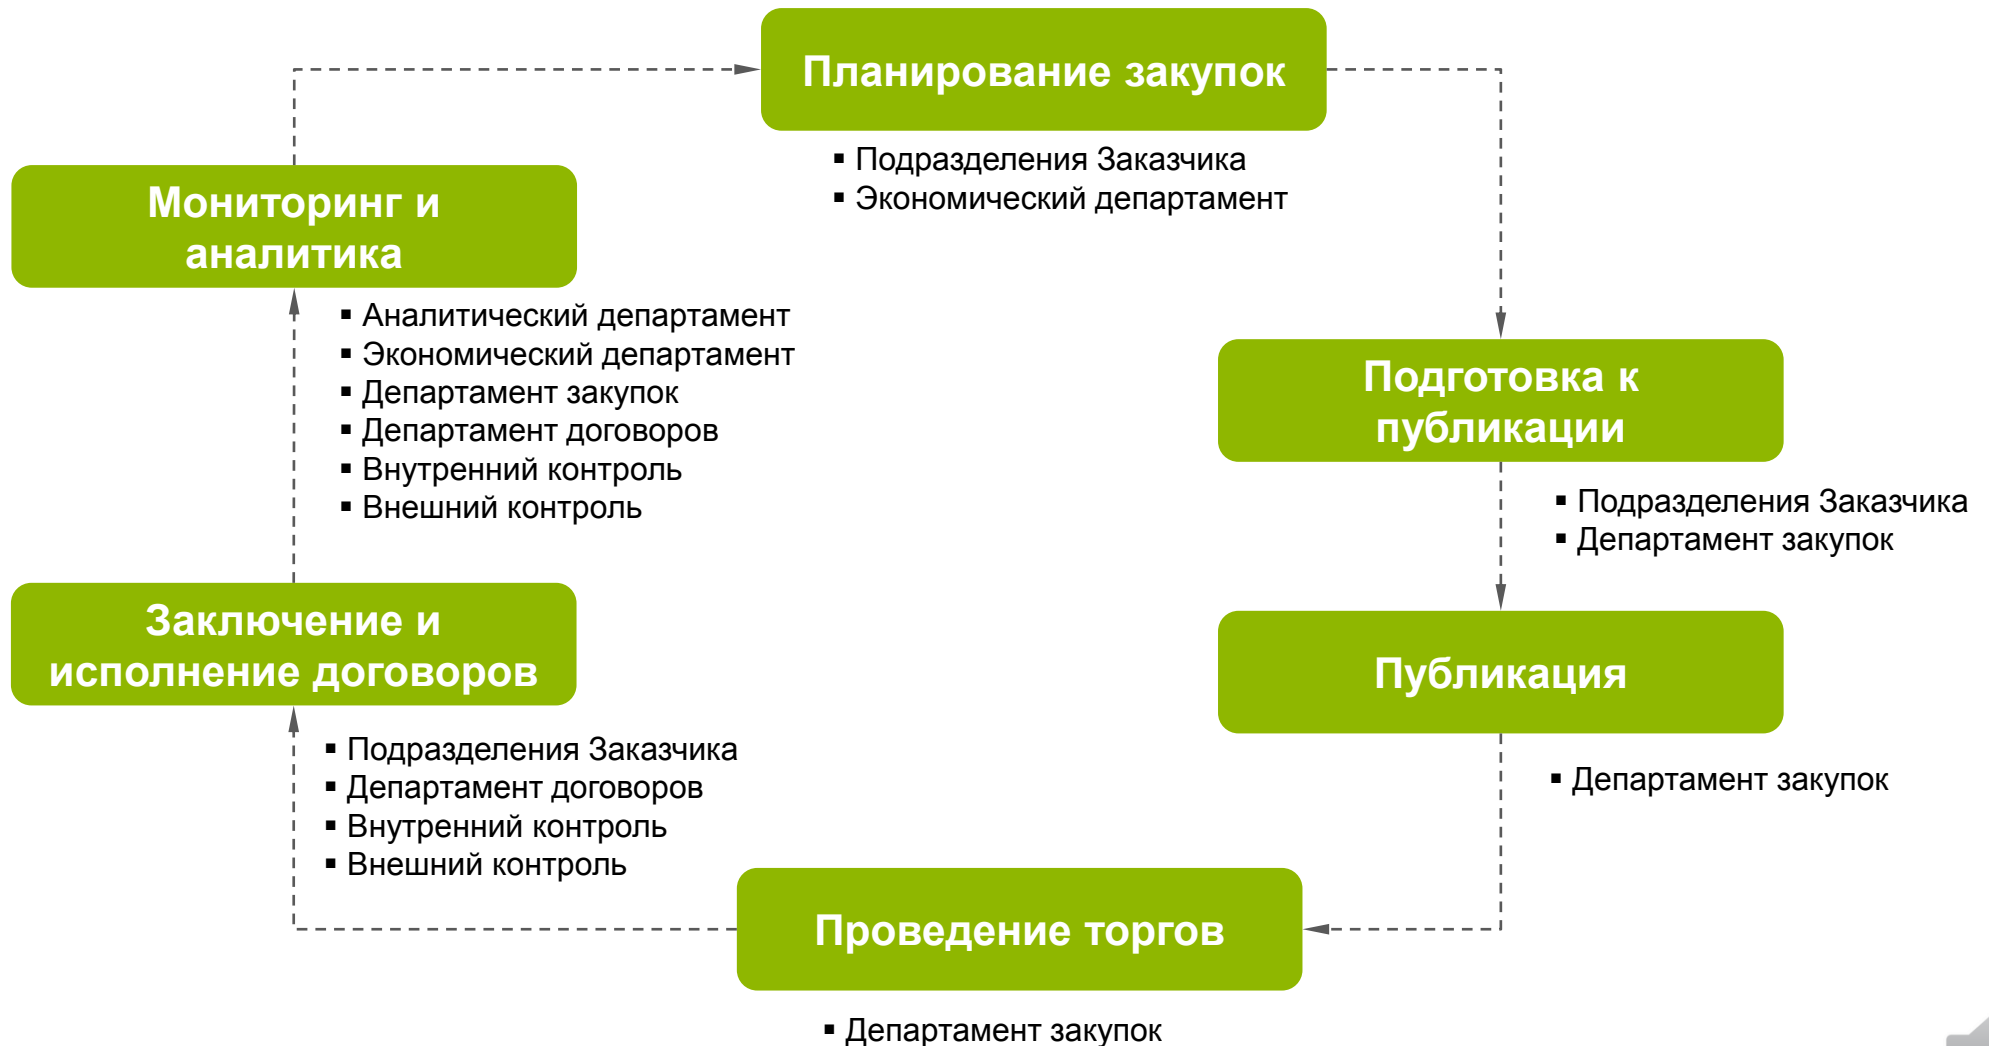 Планирование закупок
▪ Подразделения Заказчика
▪ Экономический департамент
Мониторинг и
аналитика
▪ Аналитический департамент
▪ Экономический департамент
▪ Департамент закупок
▪ Департамент договоров
▪ Внутренний контроль
▪ Внешний контроль
Подготовка к
публикации
▪ Подразделения Заказчика
▪ Департамент закупок
Заключение и
исполнение договоров
▪ Подразделения Заказчика
▪ Департамент договоров
▪ Внутренний контроль
▪ Внешний контроль
Публикация
▪ Департамент закупок
Проведение торгов
▪ Департамент закупок